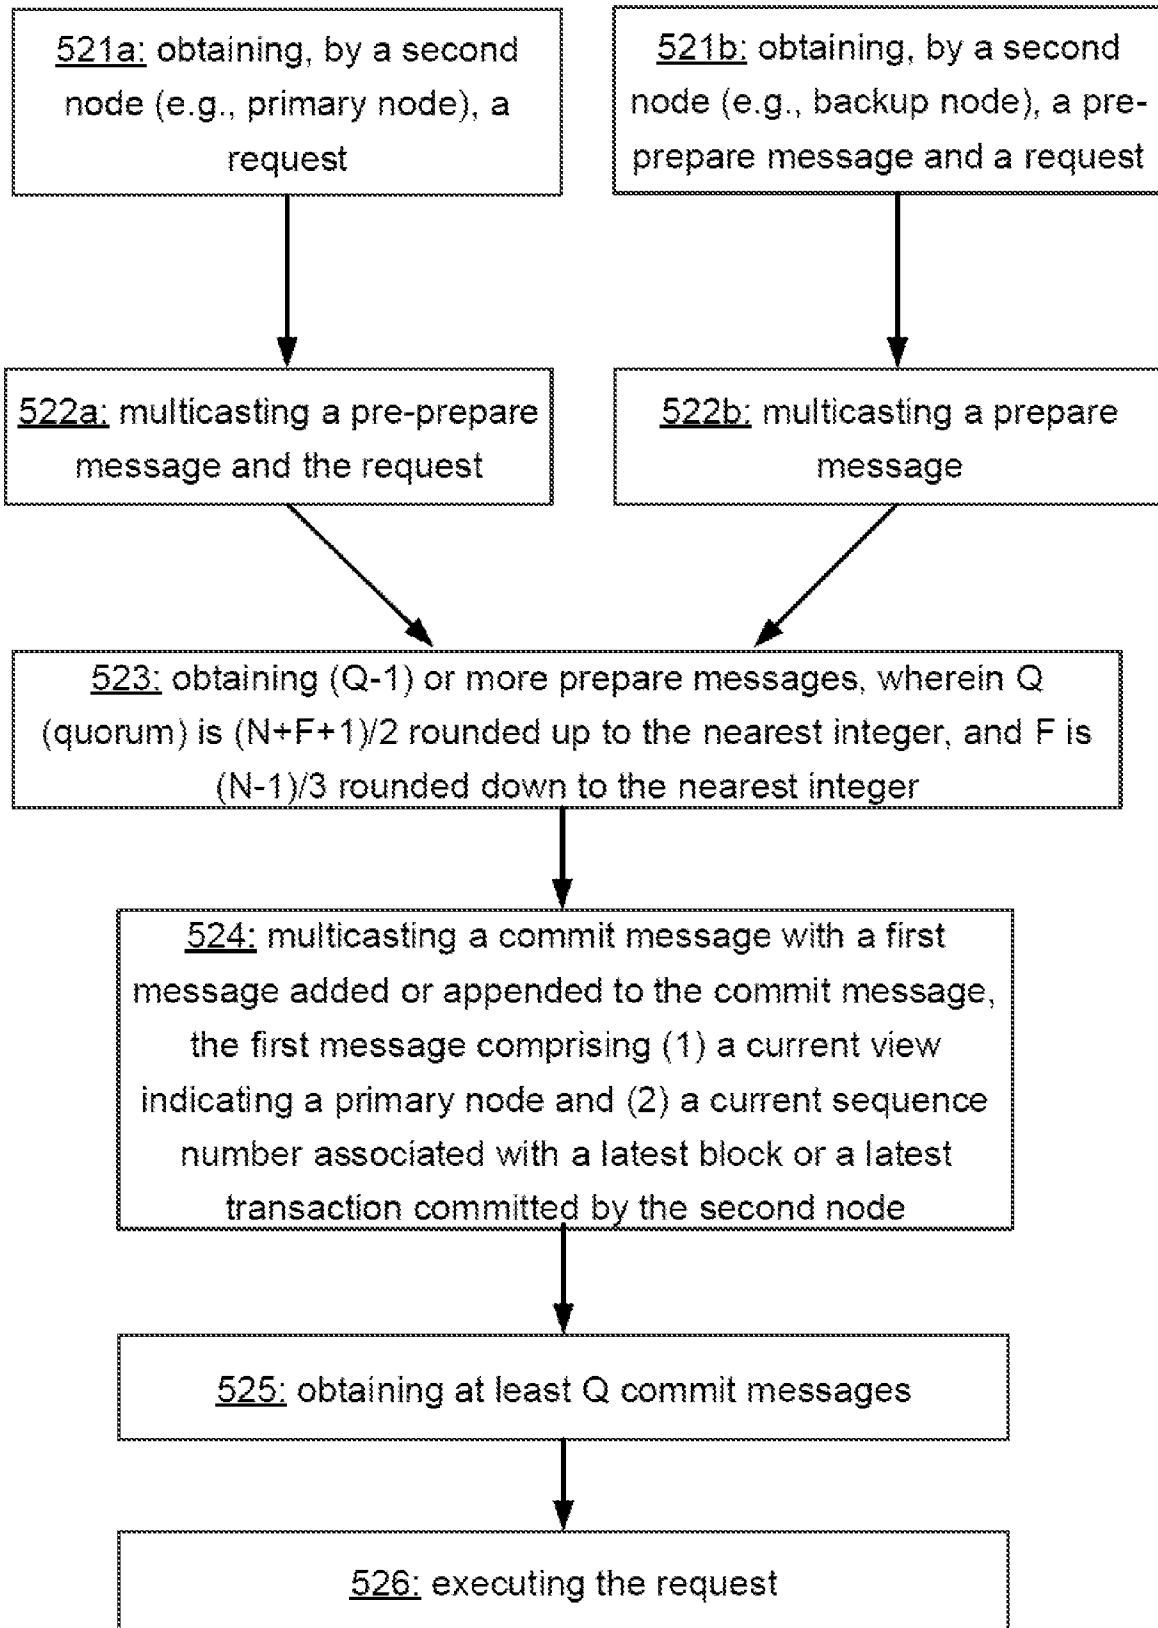 521a: obtaining, by a second
node (e.g., primary node), a
request
521b: obtaining, by a second
node (e.g., backup node), a pre-
prepare message and a request
522a: multicasting a pre-prepare
message and the request
522b: multicasting a prepare
message
523: obtaining (Q-1) or more prepare messages, wherein Q
(quorum) is (N+F+1)/2 rounded up to the nearest integer, and F is
(N-1)/3 rounded down to the nearest integer
524: multicasting a commit message with a first
message added or appended to the commit message,
the first message comprising (1) a current view
indicating a primary node and (2) a current sequence
number associated with a latest block or a latest
transaction committed by the second node
525: obtaining at least Q commit messages
526: executing the request